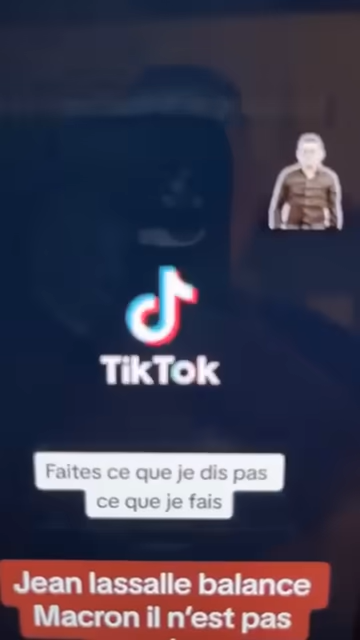 TikTok
Faites ce que je dis pas
ce que je fais
Jean lassalle balance
Macron il n’est pas